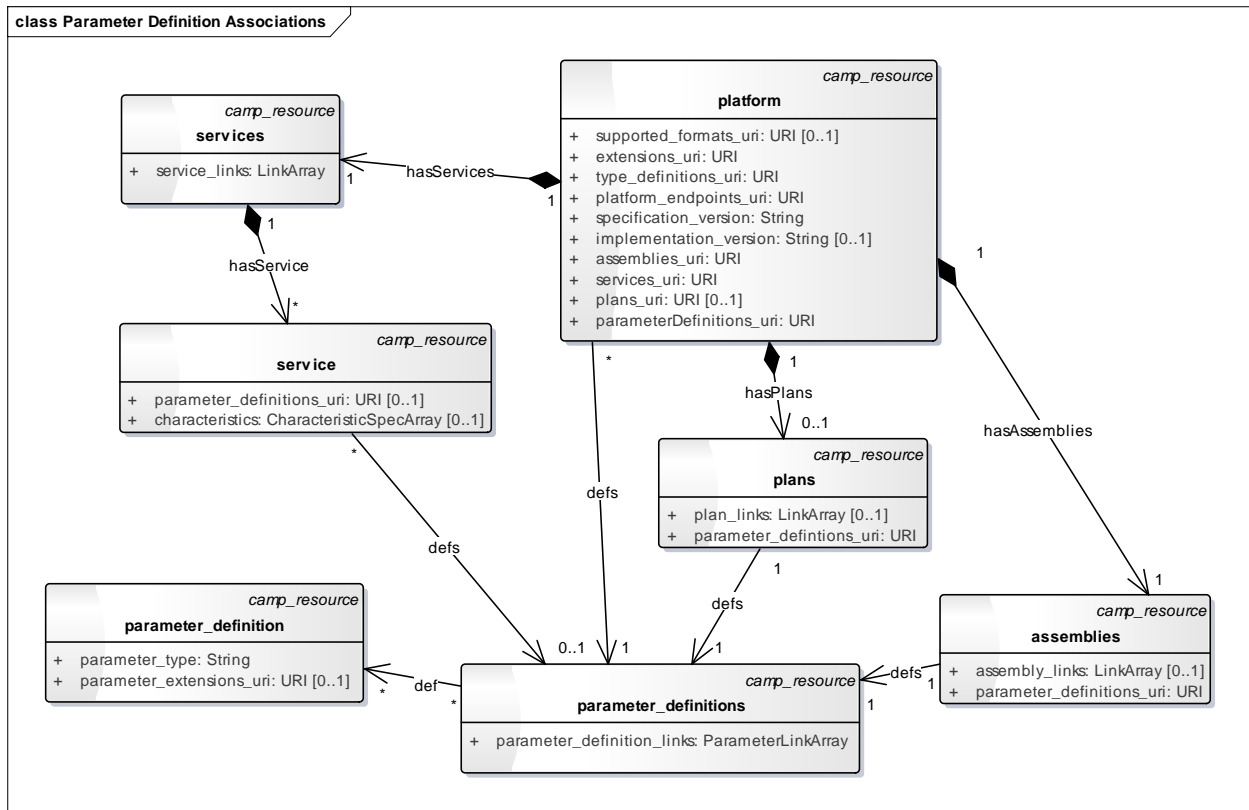 class Parameter Definition Associations
camp_resource
platform
+ supported_formats_uri: URI [0..1]
+ extensions_uri: URI
+ type_definitions_uri: URI
+ platform_endpoints_uri: URI
+ specification_version: String
+ implementation_version: String [0..1]
+ assemblies_uri: URI
+ services_uri: URI
+ plans_uri: URI [0..1]
+ parameterDefinitions_uri: URI
camp_resource
services
+ service_links: LinkArray
1
hasServices
1
1
hasService
*
camp_resource
service
+ parameter_definitions_uri: URI [0..1]
+ characteristics: CharacteristicSpecArray [0..1]
*
defs
0..1
*
defs
1
1
hasPlans
0..1
camp_resource
plans
+ plan_links: LinkArray [0..1]
+ parameter_defintions_uri: URI
1
defs
1
1
hasAssemblies
1
camp_resource
assemblies
+ assembly_links: LinkArray [0..1]
+ parameter_definitions_uri: URI
defs
1
1
camp_resource
parameter_definition
+ parameter_type: String
+ parameter_extensions_uri: URI [0..1]
*
def
*
camp_resource
parameter_definitions
+ parameter_definition_links: ParameterLinkArray